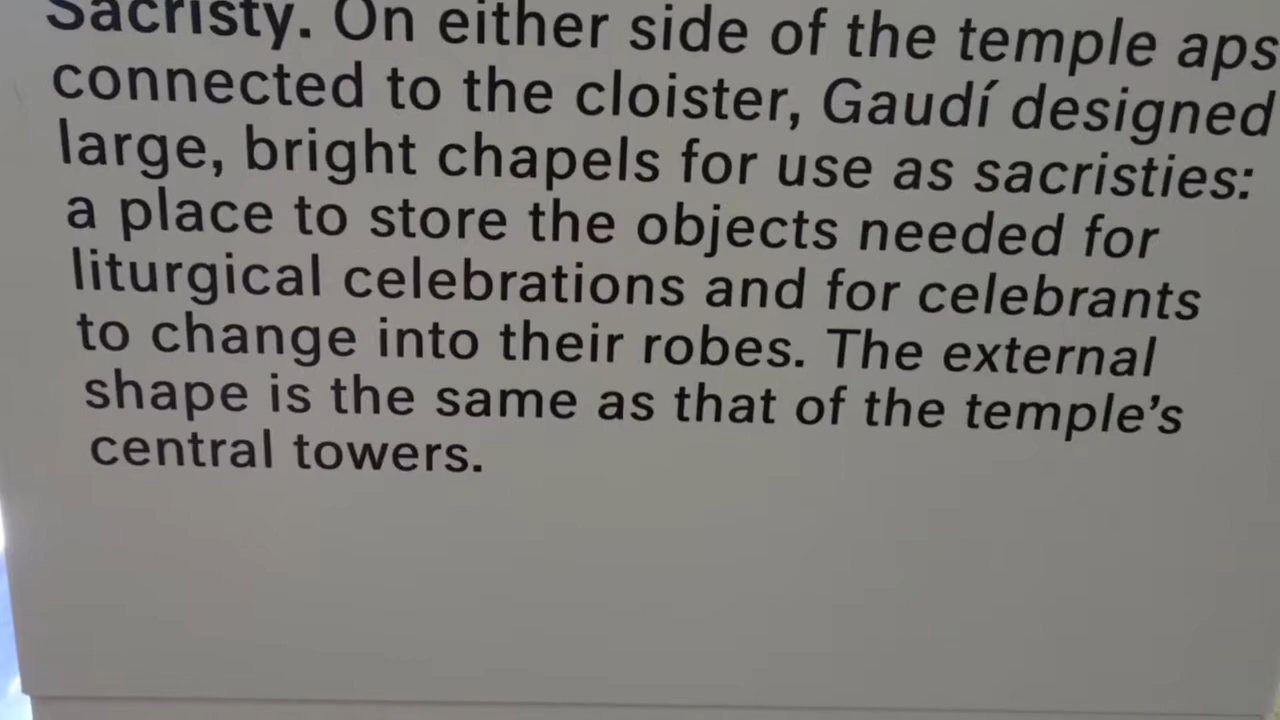 Sacristy. On either side of the temple aps
connected to the cloister, Gaudí designed
large, bright chapels for use as sacristies:
a place to store the objects needed for
liturgical celebrations and for celebrants
to change into their robes. The external
shape is the same as that of the temple’s
central towers.